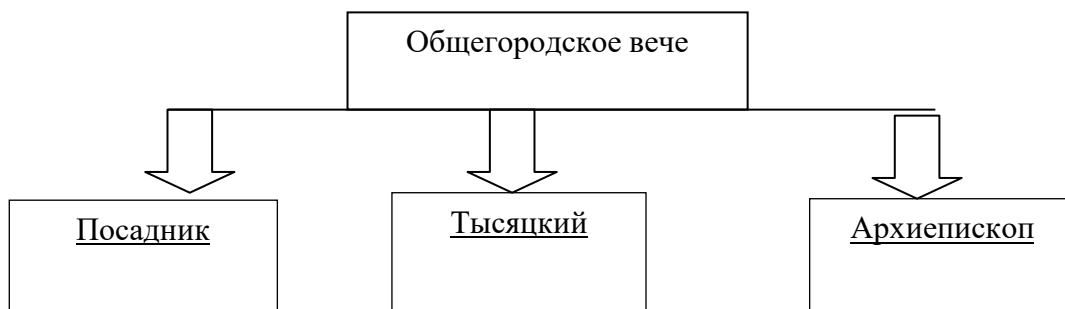 Общегородское вече
Посадник
Тысяцкий
Архиепископ